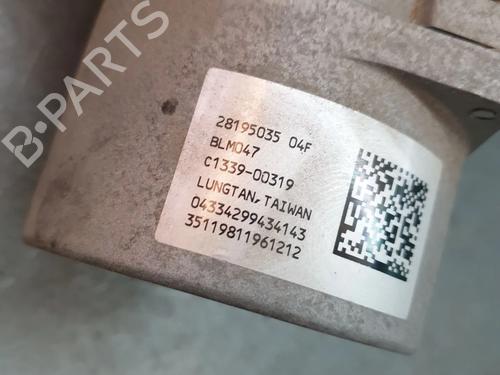 B-PARTS
28195035 04F
BLM047
C1339-00319
LUNGTAN, TAIWAN
04334299434143
35119811961212